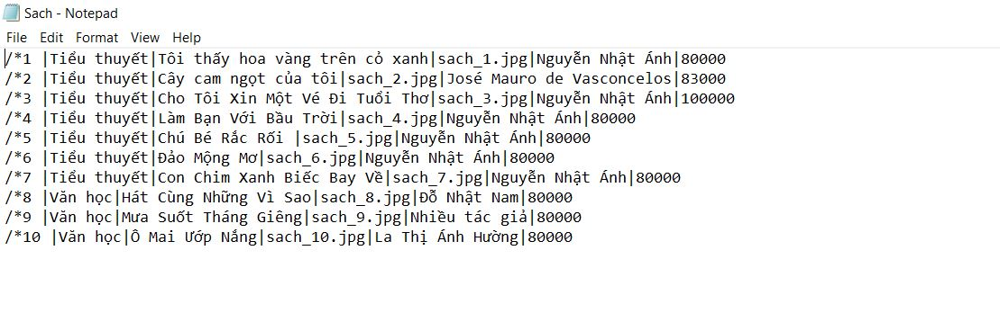 Sach - Notepad
File Edit Format View Help
/*1 |Tiểu thuyết|Tôi thấy hoa vàng trên cỏ xanh|sach_1.jpg|Nguyễn Nhật Ánh|80000
/*2 |Tiểu thuyết|Cây cam ngọt của tôi|sach_2.jpg|José Mauro de Vasconcelos|83000
/*3 |Tiểu thuyết|Cho Tôi Xin Một Vé Đi Tuổi Thơ|sach_3.jpg|Nguyễn Nhật Ánh|100000
/*4 |Tiểu thuyết|Làm Bạn Với Bầu Trời|sach_4.jpg|Nguyễn Nhật Ánh|80000
/*5 |Tiểu thuyết|Chú Bé Rắc Rối |sach_5.jpg|Nguyễn Nhật Ánh|80000
/*6 |Tiểu thuyết|Đảo Mộng Mơ|sach_6.jpg|Nguyễn Nhật Ánh|80000
/*7 |Tiểu thuyết|Con Chim Xanh Biếc Bay Về|sach_7.jpg|Nguyễn Nhật Ánh|80000
/*8 |Văn học|Hát Cùng Những Vì Sao|sach_8.jpg|Đỗ Nhật Nam|80000
/*9 |Văn học|Mưa Suốt Tháng Giêng|sach_9.jpg|Nhiều tác giả|80000
/*10 |Văn học|Ô Mai Ướp Nắng|sach_10.jpg|La Thị Ánh Hường|80000